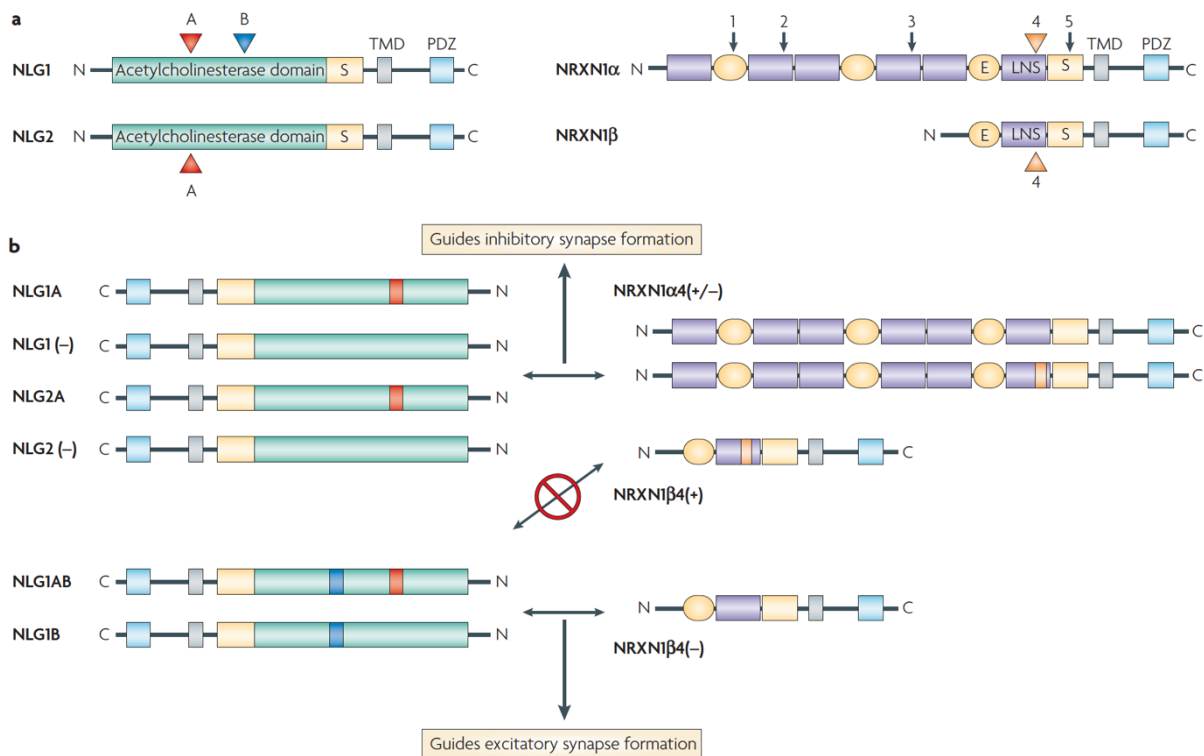 a
A B TMD PDZ
NLG1 N Acetylcholinesterase domain S C
NLG2 N Acetylcholinesterase domain S C
A
1 2 3 4 5 TMD PDZ
NRXN1α N E LNS S C
NRXN1β N E LNS S C
4
b
Guides inhibitory synapse formation
NLG1A C N
NLG1 (–) C N
NLG2A C N
NLG2 (–) C N
NRXN1α4(+/–)
N C
N C
N C
NRXN1β4(+)
NLG1AB C N
NLG1B C N
N C
NRXN1β4(–)
Guides excitatory synapse formation